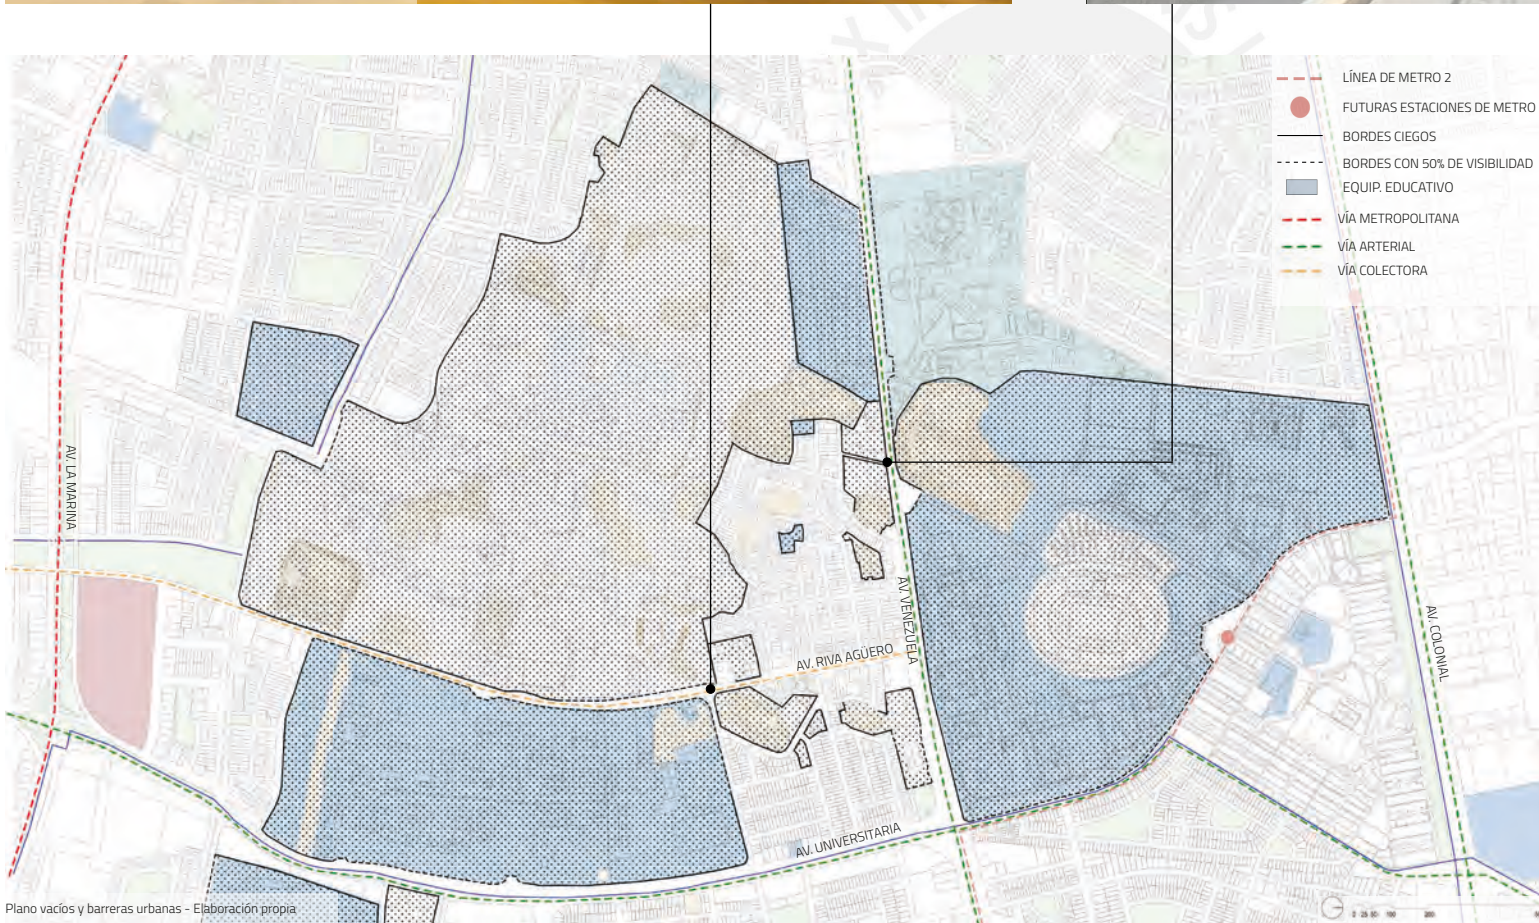 LÍNEA DE METRO 2
FUTURAS ESTACIONES DE METRO
BORDES CIEGOS
BORDES CON 50% DE VISIBILIDAD
EQUIP. EDUCATIVO
VÍA METROPOLITANA
VÍA ARTERIAL
VÍA COLECTORA
AV. LA MARINA
AV. VENEZUELA
AV. COLONIAL
AV. RIVA AGÜERO
AV. UNIVERSITARIA
Plano vacíos y barreras urbanas - Elaboración propia